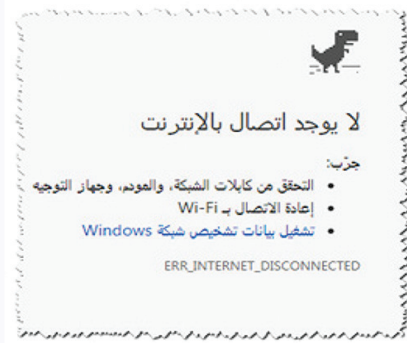 لا يوجد اتصال بالإنترنت
جرّب:
التحقق من كابلات الشبكة، والمودم، وجهاز التوجيه
إعادة الاتصال بـ Wi-Fi
تشغيل بيانات تشخيص شبكة Windows
ERR_INTERNET_DISCONNECTED